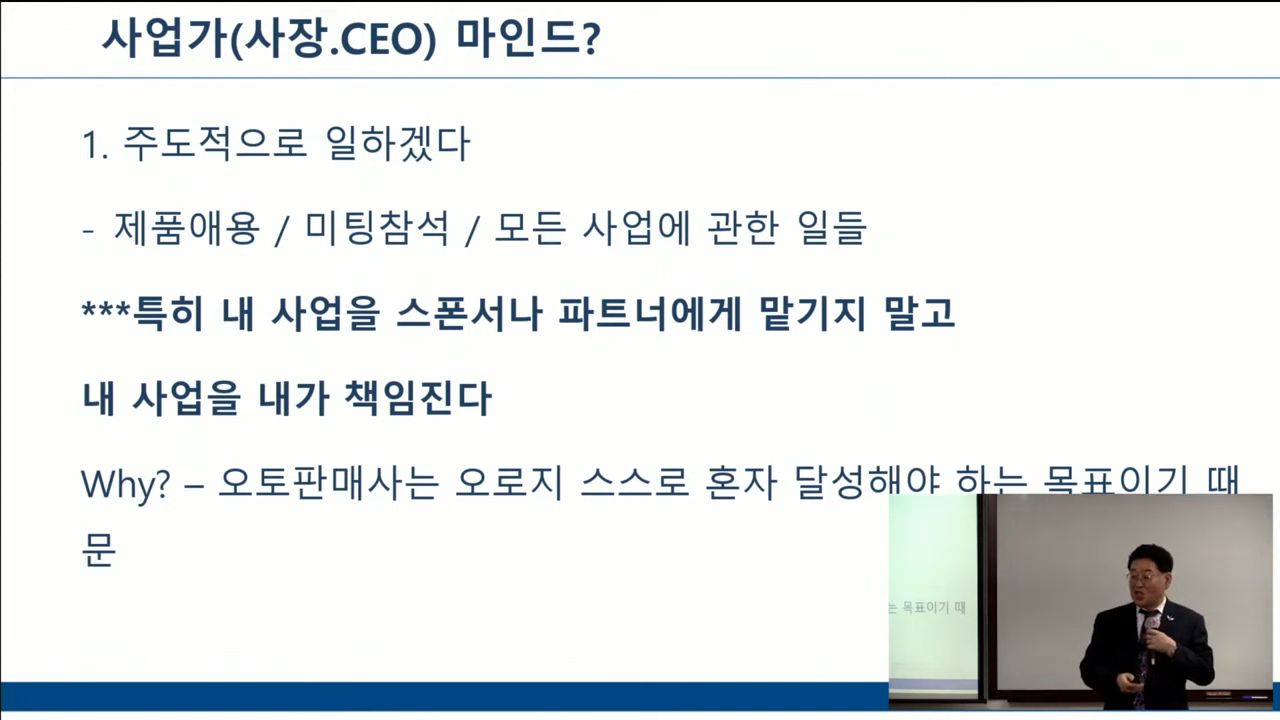 사업가(사장.CEO) 마인드?
1. 주도적으로 일하겠다
- 제품애용 / 미팅참석 / 모든 사업에 관한 일들
***특히 내 사업을 스폰서나 파트너에게 맡기지 말고
내 사업을 내가 책임진다
Why? – 오토판매사는 오로지 스스로 혼자 달성해야 하는 목표이기 때
문
는 목표이기 때